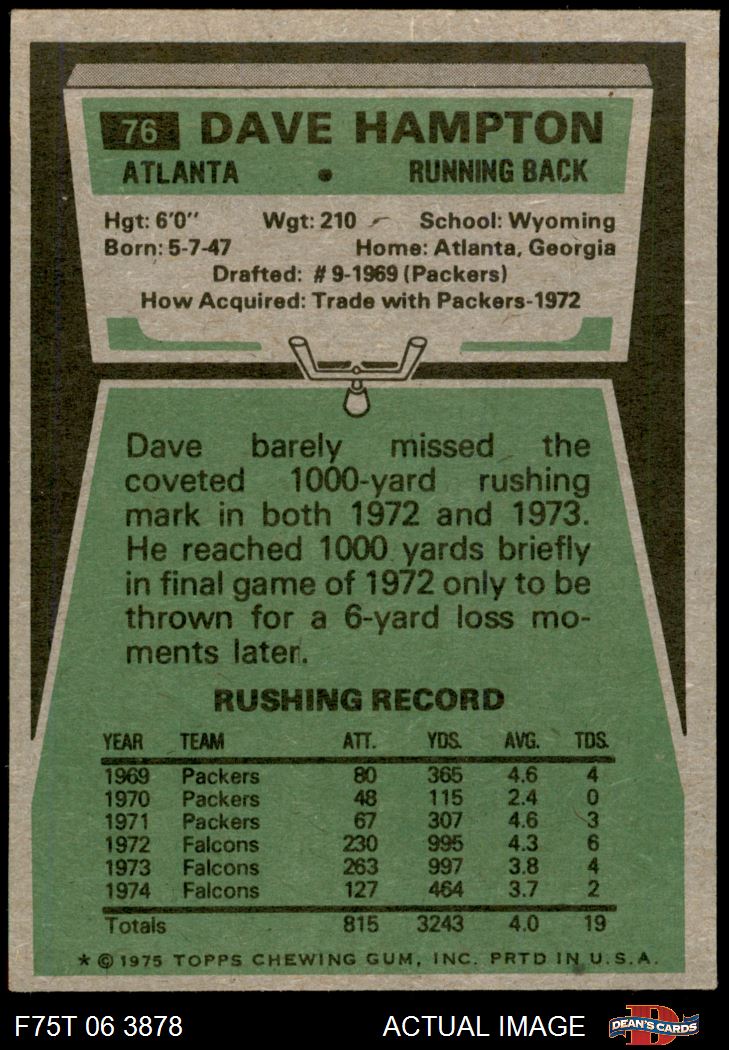 76 DAVE HAMPTON
ATLANTA • RUNNING BACK
Hgt: 6'0" Wgt: 210 School: Wyoming
Born: 5-7-47 Home: Atlanta, Georgia
Drafted: #9-1969 (Packers)
How Acquired: Trade with Packers-1972
Dave barely missed the
coveted 1000-yard rushing
mark in both 1972 and 1973.
He reached 1000 yards briefly
in final game of 1972 only to be
thrown for a 6-yard loss mo-
ments later.
RUSHING RECORD
YEAR TEAM ATT. YDS. AVG. TDS.
1969 Packers 80 365 4.6 4
1970 Packers 48 115 2.4 0
1971 Packers 67 307 4.6 3
1972 Falcons 230 995 4.3 6
1973 Falcons 263 997 3.8 4
1974 Falcons 127 464 3.7 2
Totals 815 3243 4.0 19
* © 1975 TOPPS CHEWING GUM, INC. PRTD IN U.S.A.
F75T 06 3878 ACTUAL IMAGE D DEAN'S CARDS